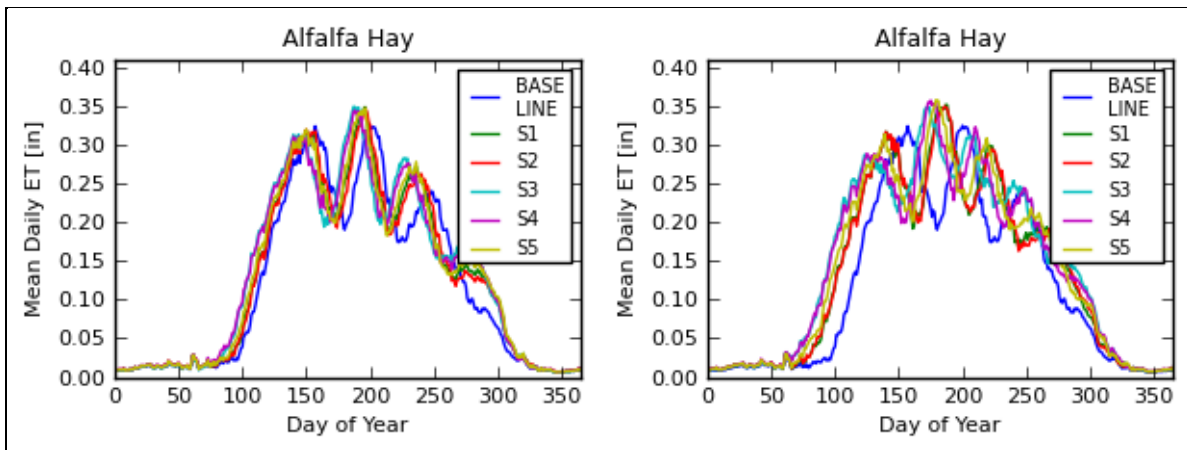 Alfalfa Hay
Mean Daily ET [in]
0.40
0.35
0.30
0.25
0.20
0.15
0.10
0.05
0.00
0 50 100 150 200 250 300 350
Day of Year
BASE
LINE
S1
S2
S3
S4
S5
Alfalfa Hay
Mean Daily ET [in]
0.40
0.35
0.30
0.25
0.20
0.15
0.10
0.05
0.00
0 50 100 150 200 250 300 350
Day of Year
BASE
LINE
S1
S2
S3
S4
S5